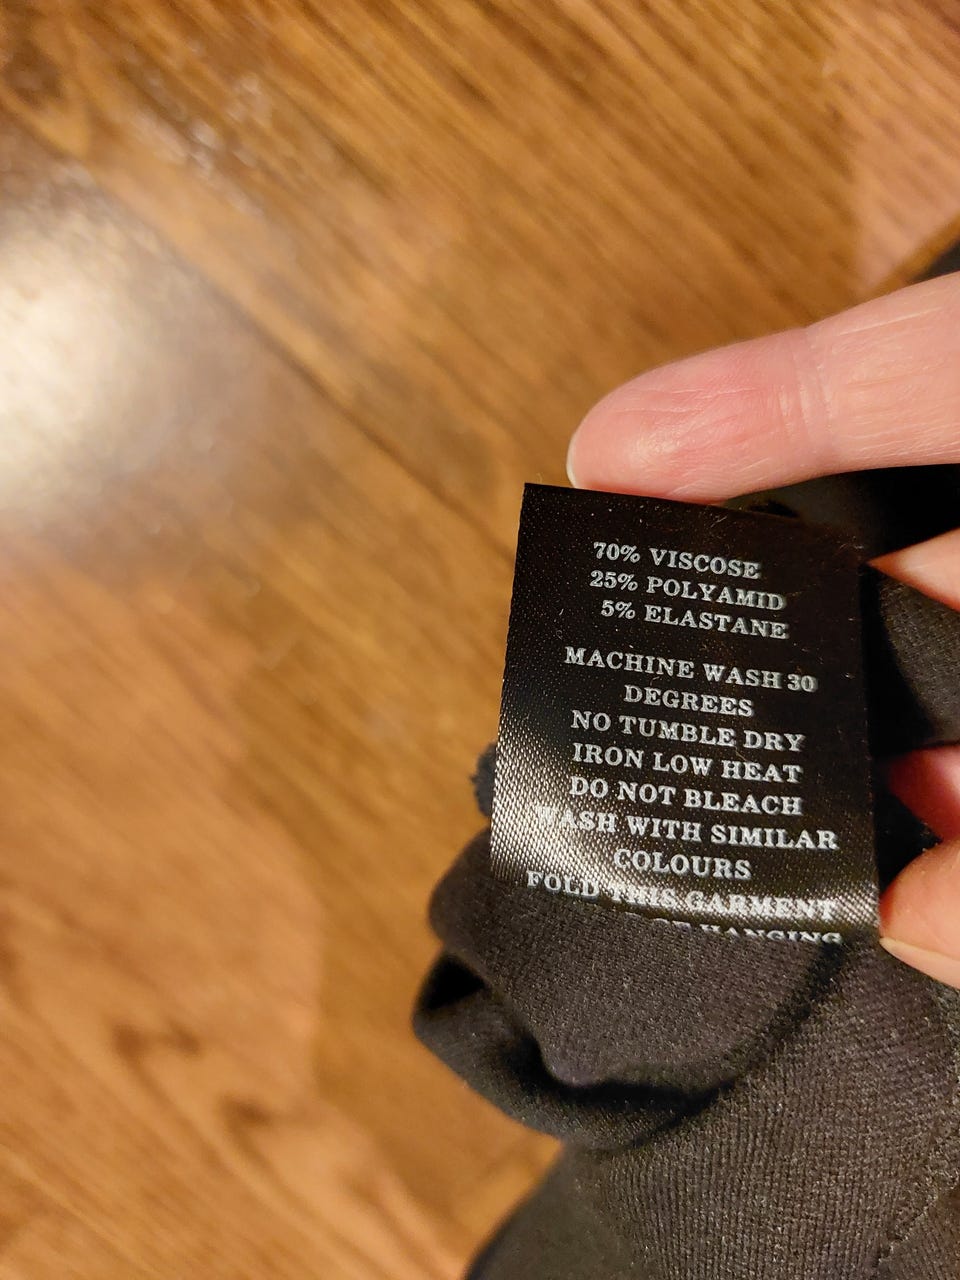 70% VISCOSE
25% POLYAMID
5% ELASTANE
MACHINE WASH 30
DEGREES
NO TUMBLE DRY
IRON LOW HEAT
DO NOT BLEACH
WASH WITH SIMILAR
COLOURS
FOLD THIS GARMENT
HANGING